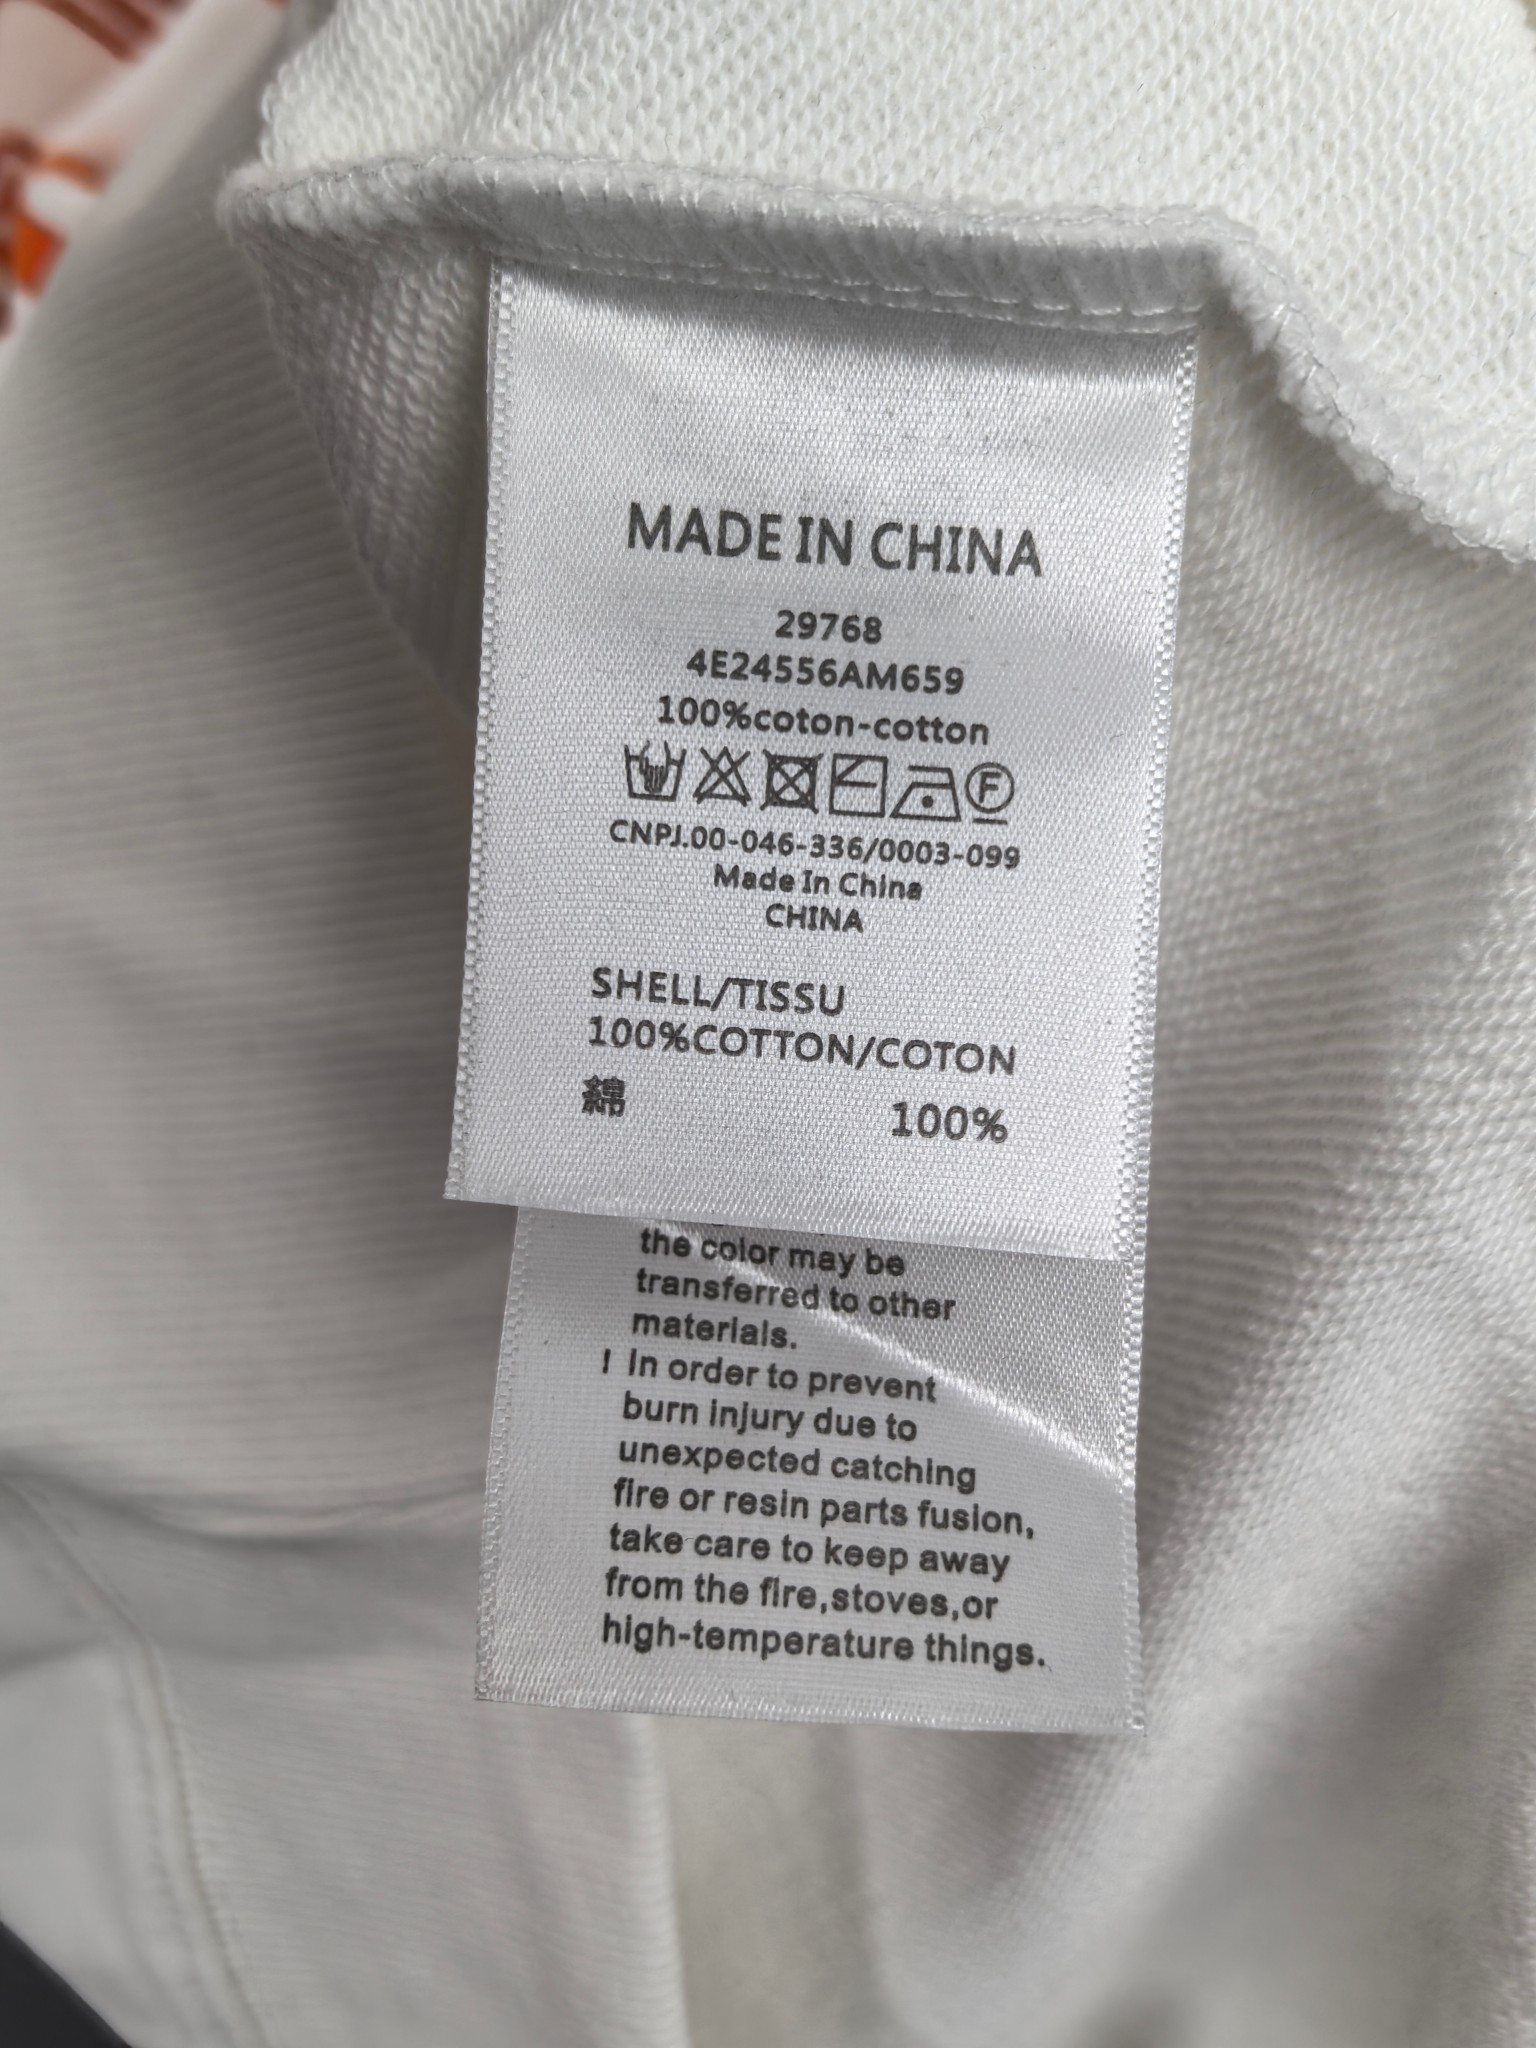 MADE IN CHINA
29768
4E24556AM659
100%coton-cotton
F
CNPJ.00-046-336/0003-099
Made In China
CHINA
SHELL/TISSU
100%COTTON/COTON
綿 100%
the color may be
transferred to other
materials.
! In order to prevent
burn injury due to
unexpected catching
fire or resin parts fusion,
take care to keep away
from the fire,stoves,or
high-temperature things.